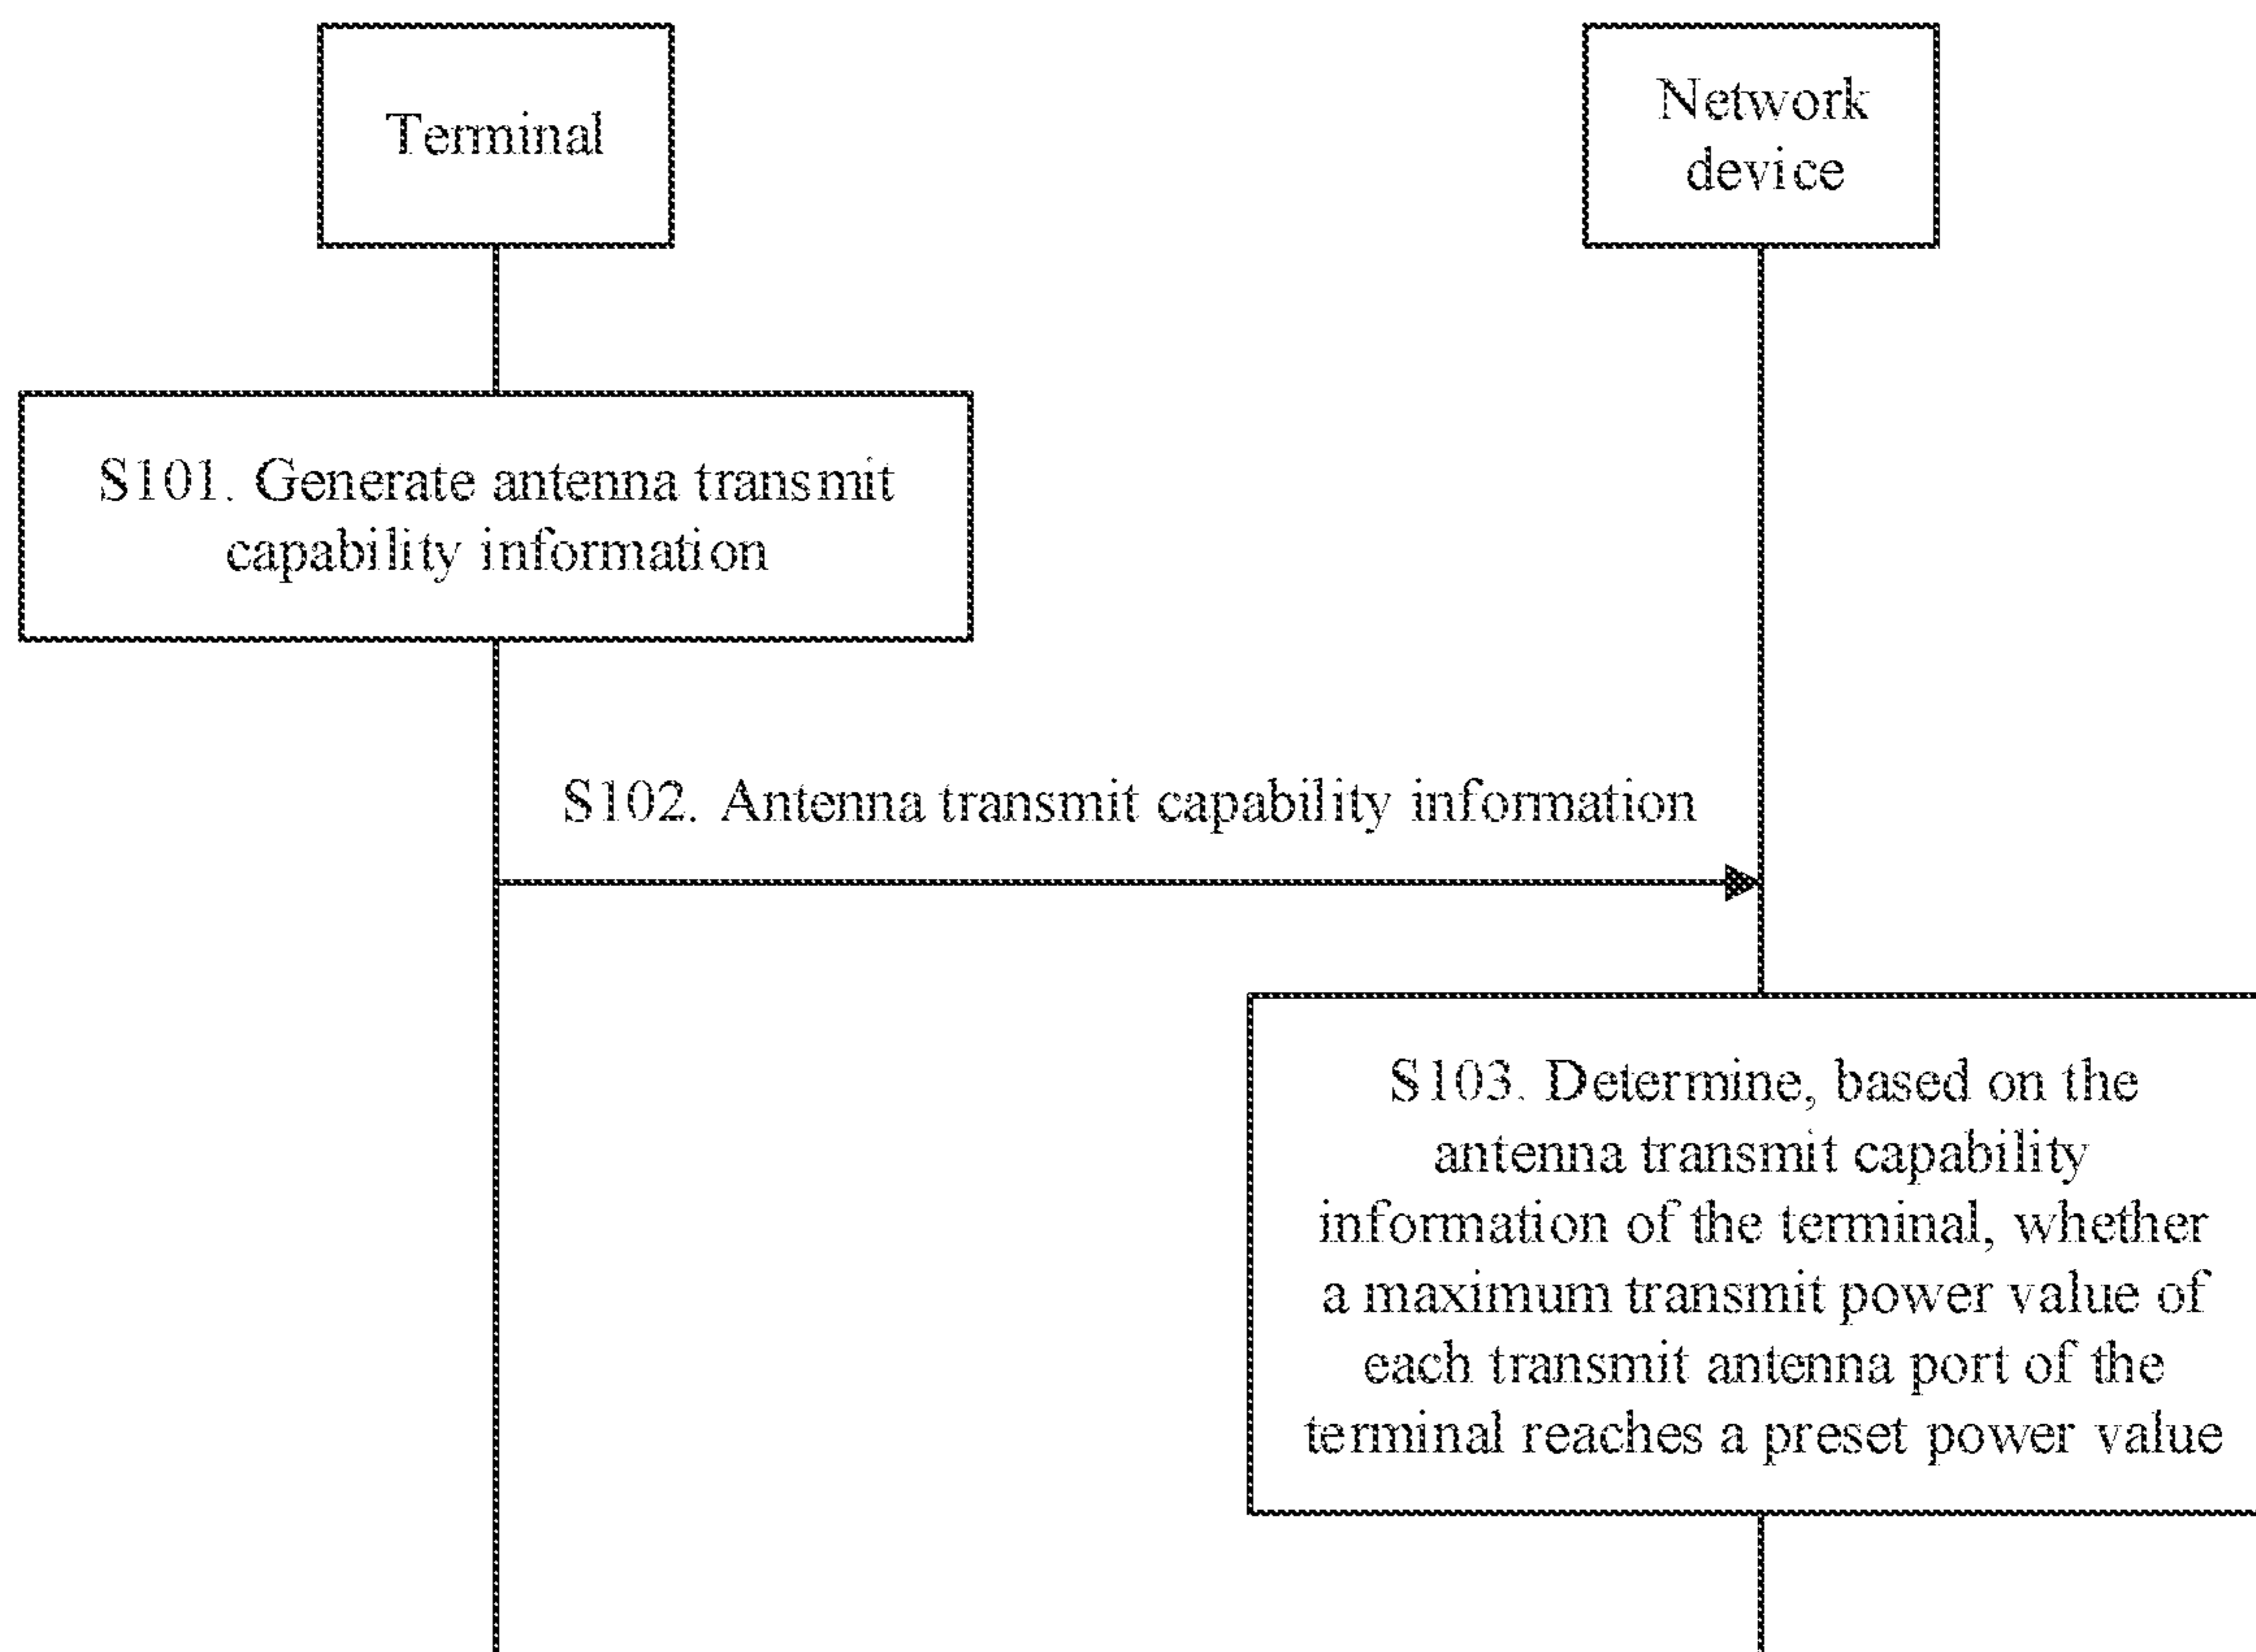 Terminal
Network
device
S101. Generate antenna transmit
capability information
S102. Antenna transmit capability information
S103. Determine, based on the
antenna transmit capability
information of the terminal, whether
a maximum transmit power value of
each transmit antenna port of the
terminal reaches a preset power value